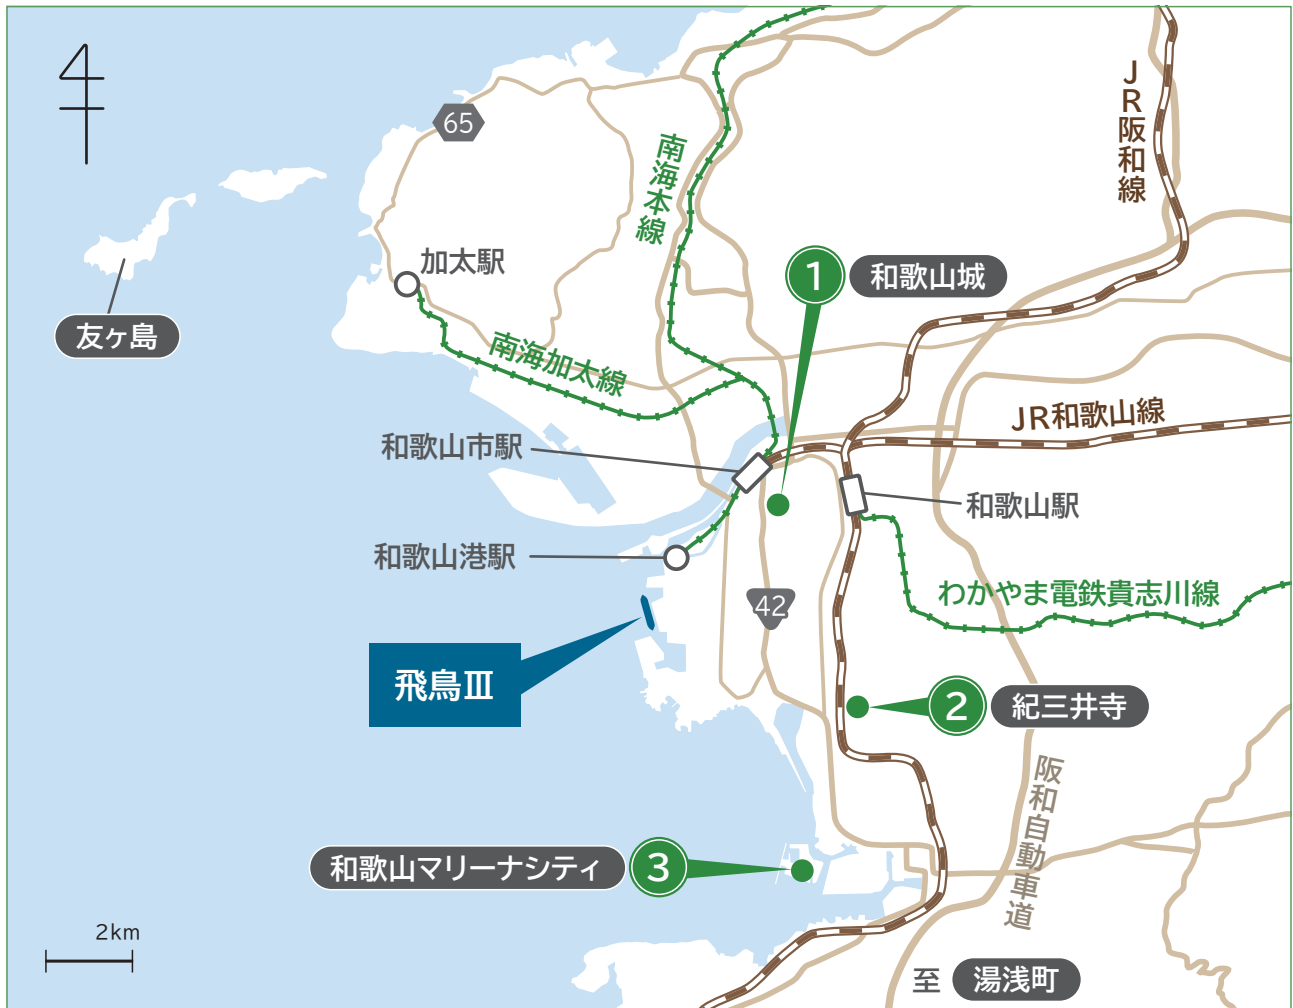 65
南海本線
JR阪和線
加太駅
1
和歌山城
友ヶ島
南海加太線
JR和歌山線
和歌山市駅
和歌山駅
和歌山港駅
わかやま電鉄貴志川線
42
飛鳥Ⅲ
2
紀三井寺
阪和自動車道
和歌山マリーナシティ
3
2km
至 湯浅町